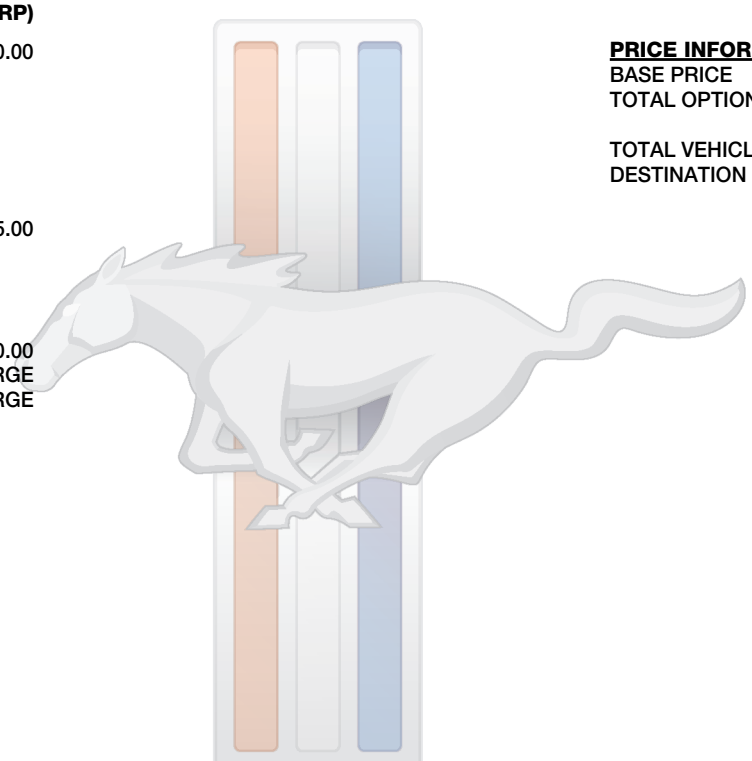 RP)
0.00
5.00
0.00
RGE
RGE
PRICE INFOR
BASE PRICE
TOTAL OPTION
TOTAL VEHICL
DESTINATION